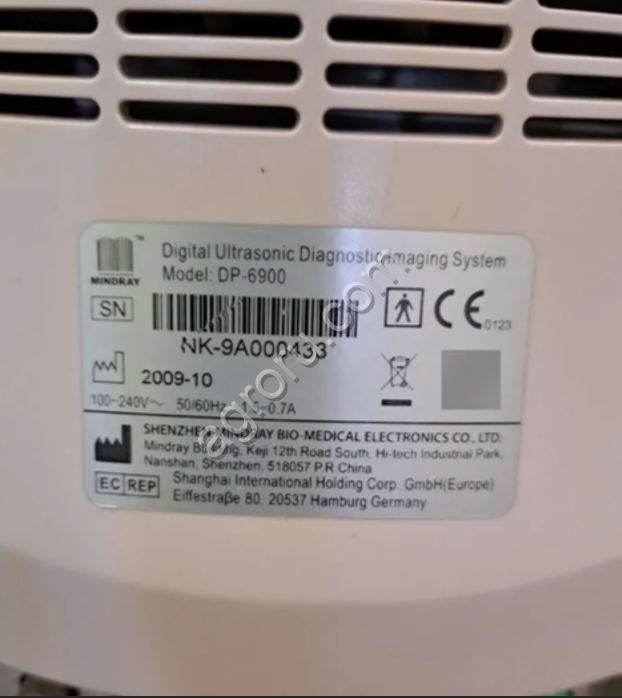 MINDRAY™
Digital Ultrasonic Diagnostic Imaging System
Model: DP-6900
SN
NK-9A000433
CE 0123
2009-10
100-240V~ 50/60Hz 1.5-0.7A
SHENZHEN MINDRAY BIO-MEDICAL ELECTRONICS CO., LTD.
Mindray Building, Keji 12th Road South, Hi-tech Industrial Park,
Nanshan, Shenzhen, 518057 P.R.China
EC REP
Shanghai International Holding Corp. GmbH(Europe)
Eiffestraße 80, 20537 Hamburg Germany
agroru.com